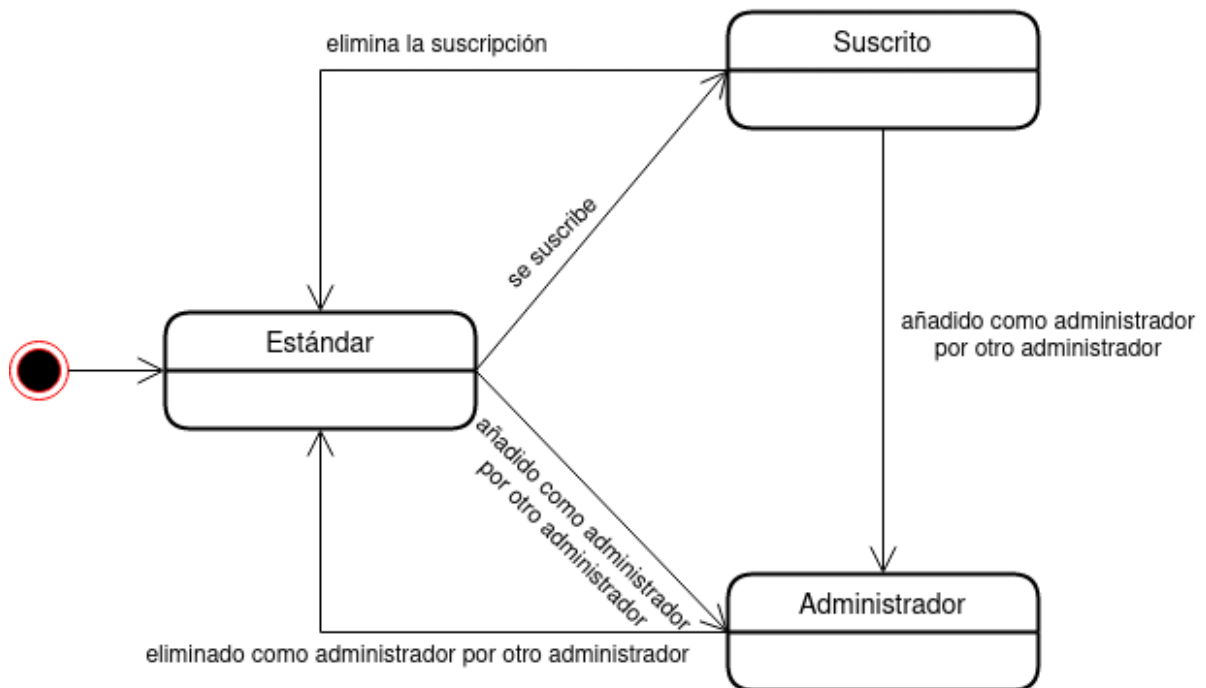 elimina la suscripción
Suscrito
se suscribe
Estándar
añadido como administrador
por otro administrador
añadido como administrador
por otro administrador
Administrador
eliminado como administrador por otro administrador